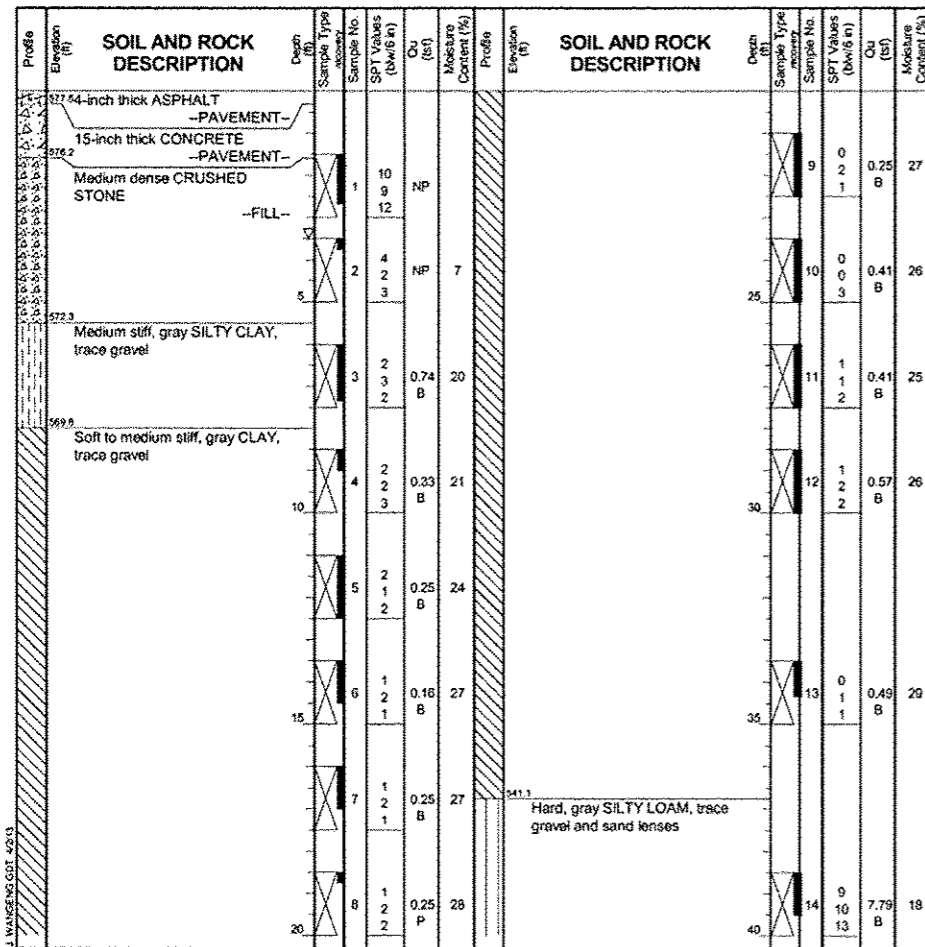 Profile
Elevation (ft)
SOIL AND ROCK DESCRIPTION
Depth (ft)
Sample Type
recovery
Sample No.
SPT Values (blw/6 in)
Qu (tsf)
Moisture Content (%)
Profile
Elevation (ft)
SOIL AND ROCK DESCRIPTION
Depth (ft)
Sample Type
recovery
Sample No.
SPT Values (blw/6 in)
Qu (tsf)
Moisture Content (%)
4-inch thick ASPHALT
--PAVEMENT--
15-inch thick CONCRETE
576.2 --PAVEMENT--
Medium dense CRUSHED
STONE
--FILL--
1 10 9 12 NP
2 4 2 3 NP 7
5
572.3
Medium stiff, gray SILTY CLAY,
trace gravel
3 2 3 2 0.74 B 20
Soft to medium stiff, gray CLAY,
trace gravel
4 2 2 3 0.33 B 21
10
5 2 1 2 0.25 B 24
6 1 2 1 0.16 B 27
15
7 1 2 1 0.25 B 27
8 1 2 2 0.25 P 28
20
9 0 2 1 0.25 B 27
10 0 0 3 0.41 B 26
25
11 1 1 2 0.41 B 25
12 1 2 2 0.57 B 26
30
13 0 1 1 0.49 B 29
35
541.1
Hard, gray SILTY LOAM, trace
gravel and sand lenses
14 9 10 13 7.79 B 18
40
WANGENG.GDT 4/2/13